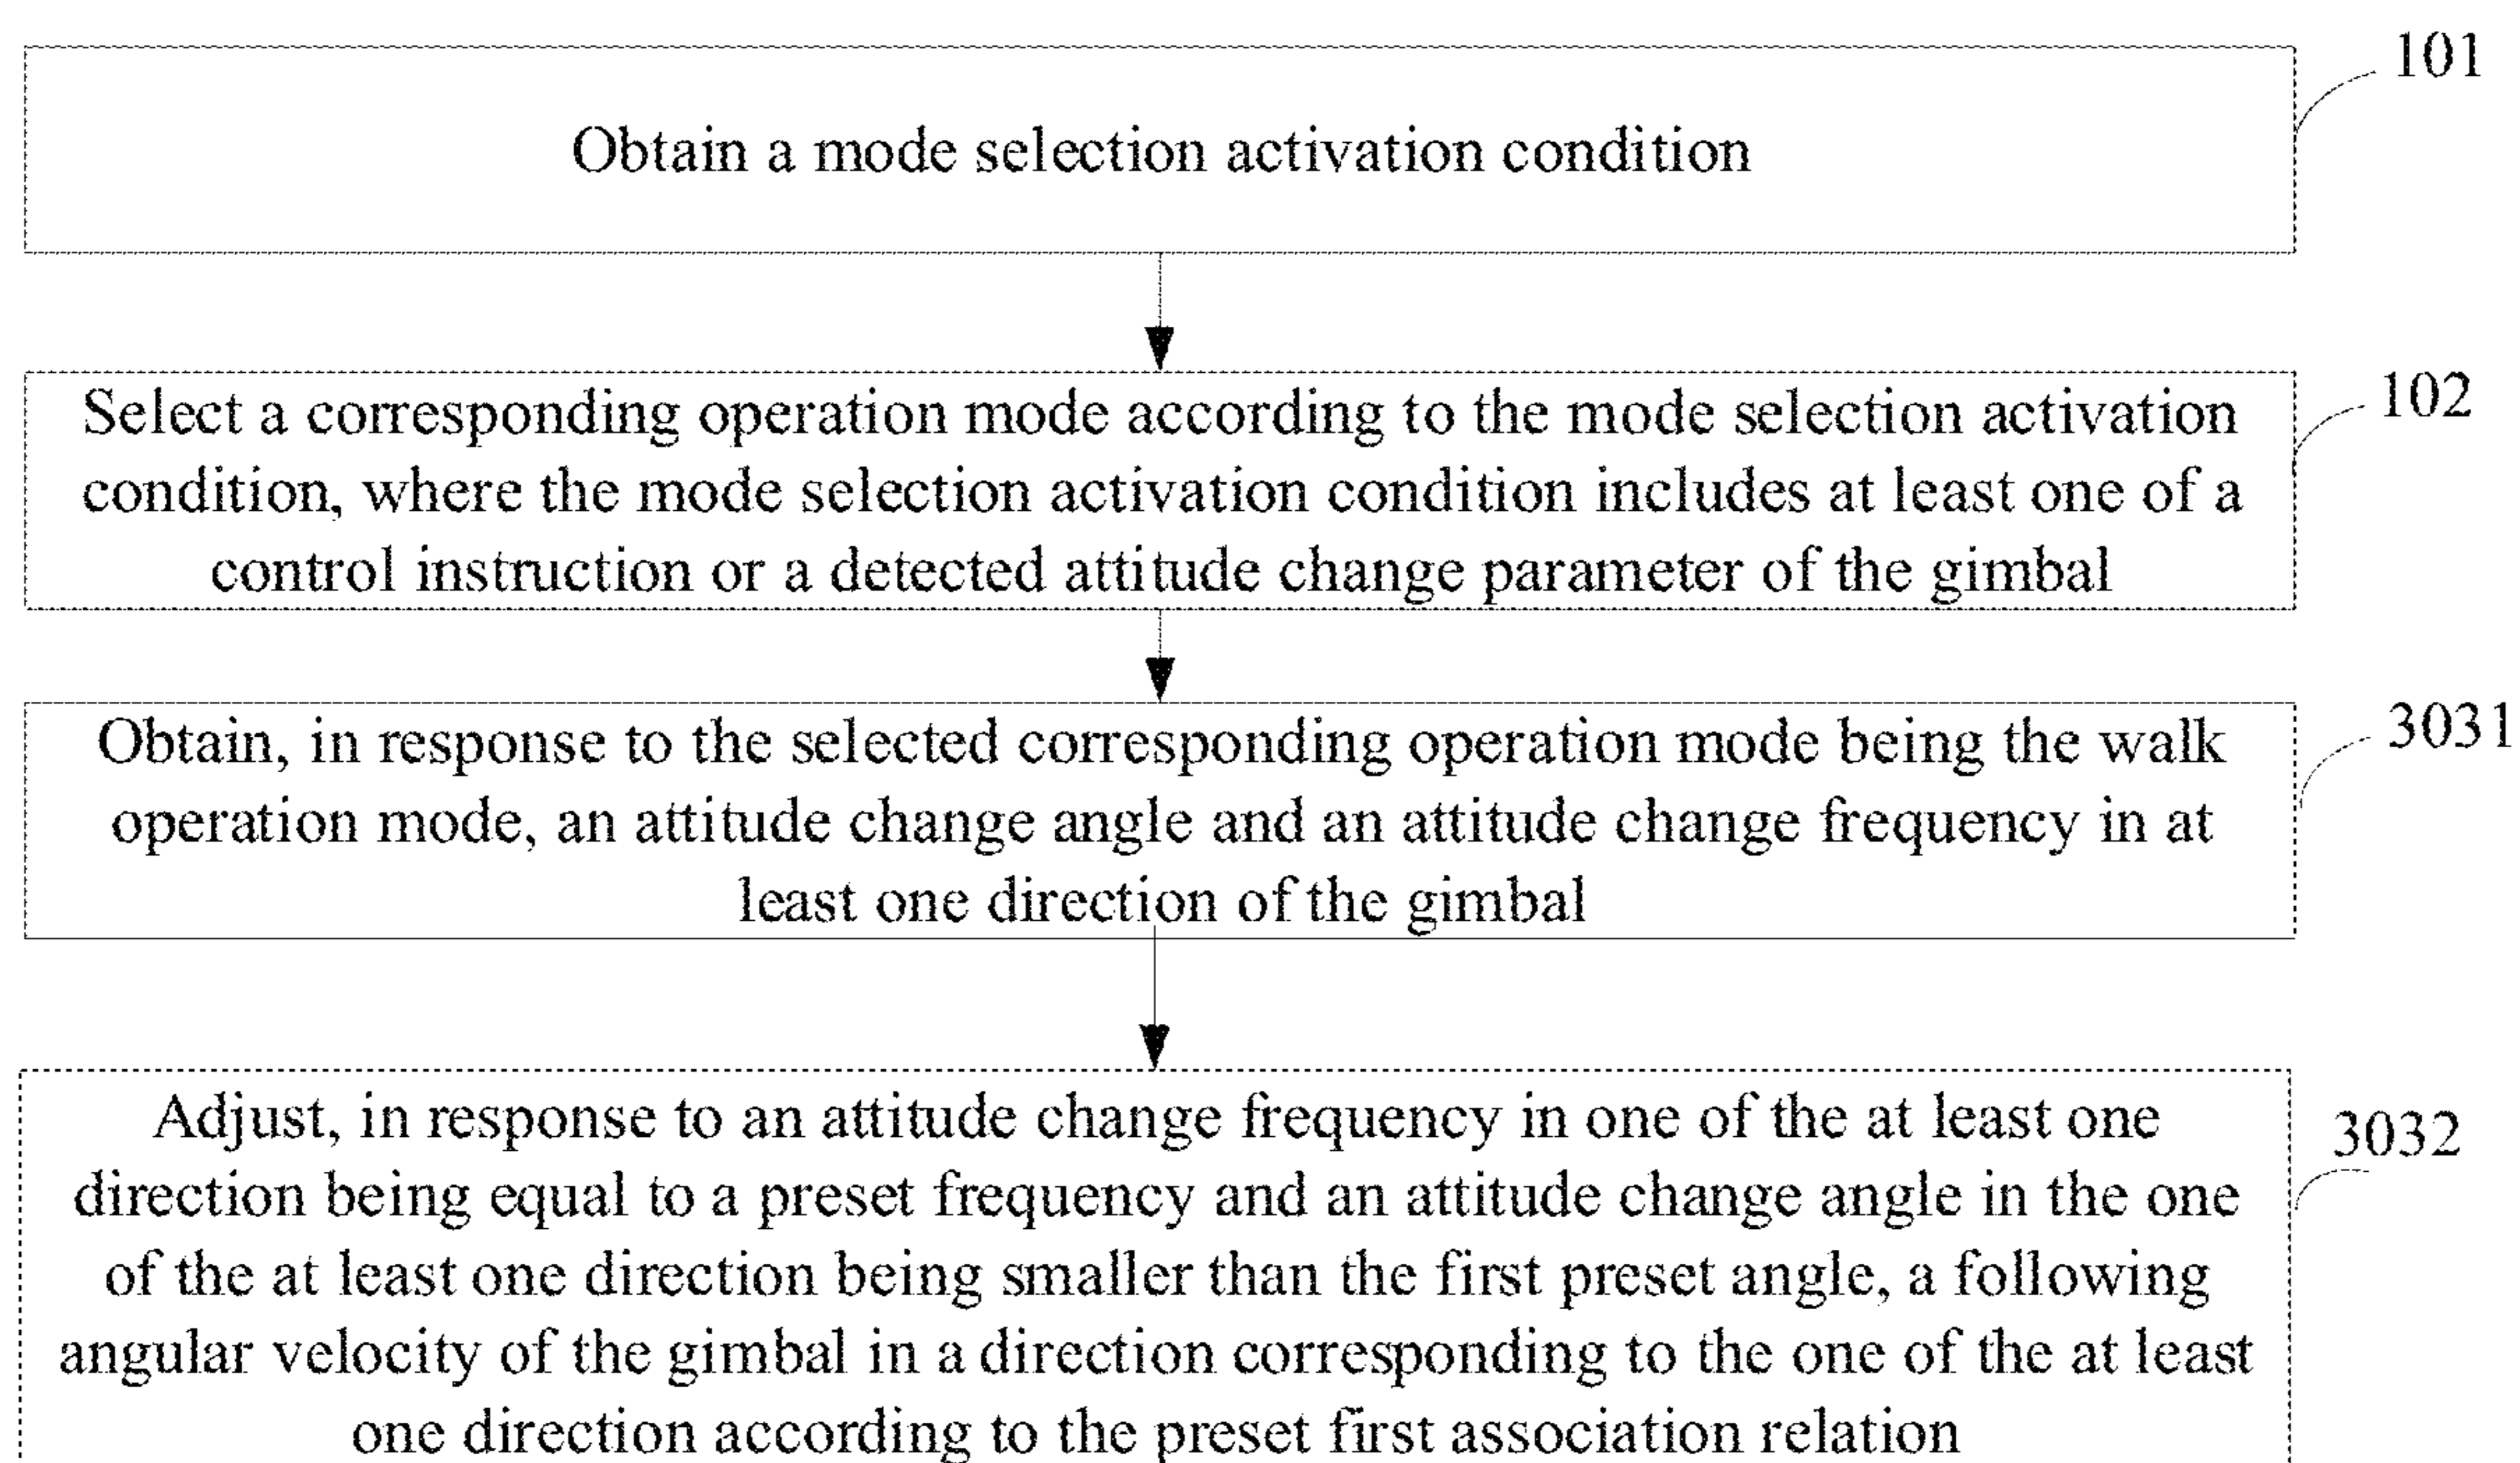 101
Obtain a mode selection activation condition
102
Select a corresponding operation mode according to the mode selection activation
condition, where the mode selection activation condition includes at least one of a
control instruction or a detected attitude change parameter of the gimbal
3031
Obtain, in response to the selected corresponding operation mode being the walk
operation mode, an attitude change angle and an attitude change frequency in at
least one direction of the gimbal
3032
Adjust, in response to an attitude change frequency in one of the at least one
direction being equal to a preset frequency and an attitude change angle in the one
of the at least one direction being smaller than the first preset angle, a following
angular velocity of the gimbal in a direction corresponding to the one of the at least
one direction according to the preset first association relation